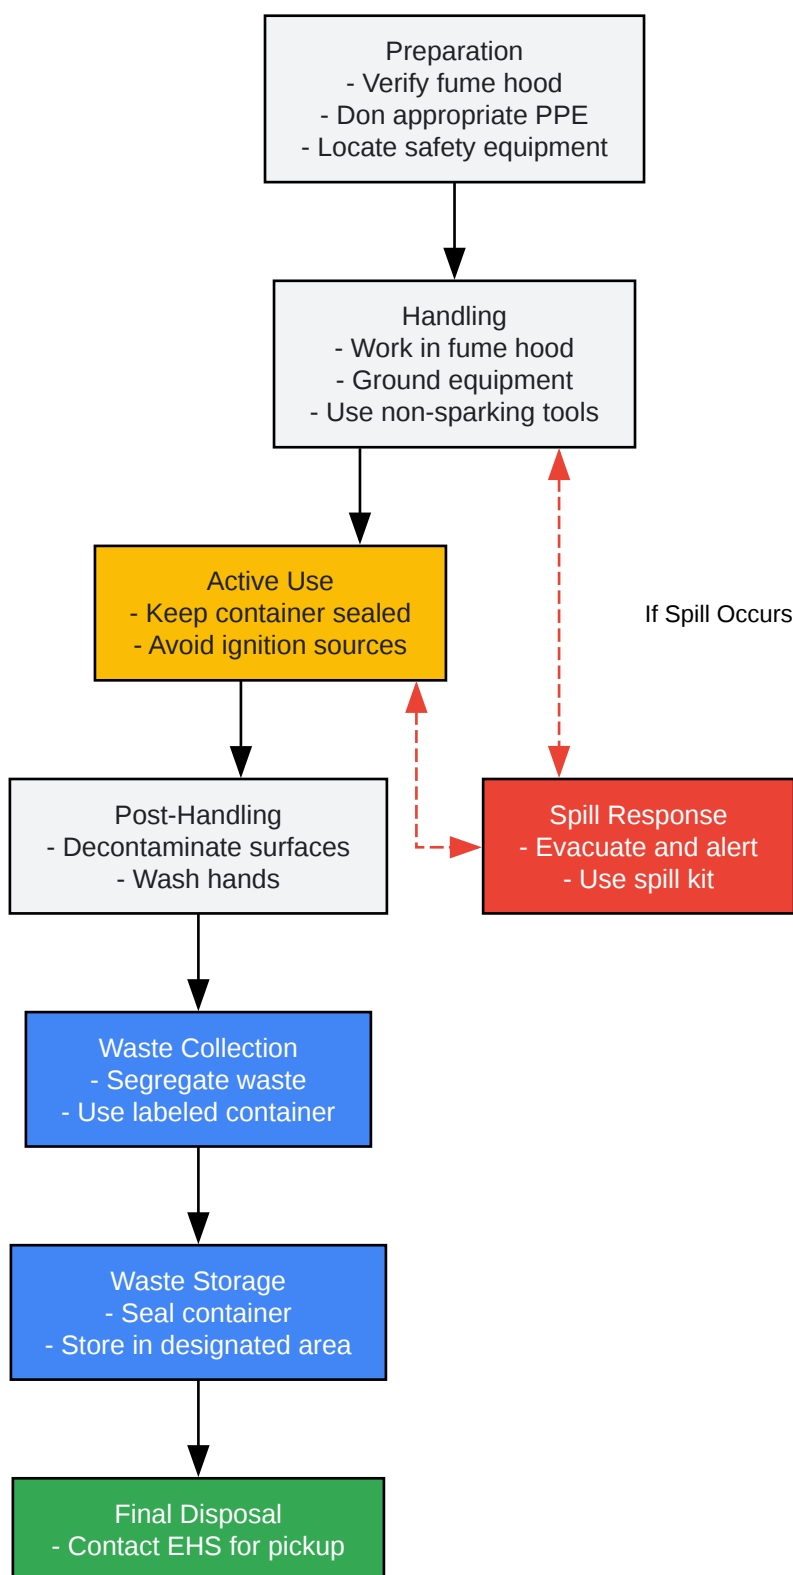 Preparation
- Verify fume hood
- Don appropriate PPE
- Locate safety equipment
Handling
- Work in fume hood
- Ground equipment
- Use non-sparking tools
If Spill Occurs
Active Use
- Keep container sealed
- Avoid ignition sources
Post-Handling
- Decontaminate surfaces
- Wash hands
Spill Response
- Evacuate and alert
- Use spill kit
Waste Collection
- Segregate waste
- Use labeled container
Waste Storage
- Seal container
- Store in designated area
Final Disposal
- Contact EHS for pickup